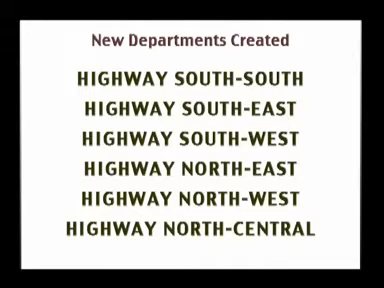 New Departments Created
HIGHWAY SOUTH-SOUTH
HIGHWAY SOUTH-EAST
HIGHWAY SOUTH-WEST
HIGHWAY NORTH-EAST
HIGHWAY NORTH-WEST
HIGHWAY NORTH-CENTRAL